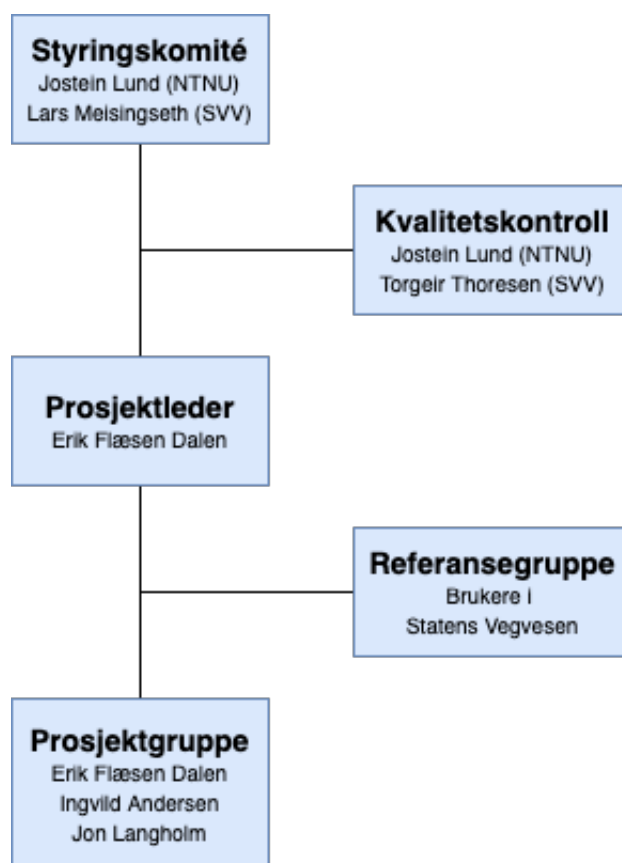 Styringskomité
Jostein Lund (NTNU)
Lars Meisingseth (SVV)
Kvalitetskontroll
Jostein Lund (NTNU)
Torgeir Thoresen (SVV)
Prosjektleder
Erik Flæsen Dalen
Referansegruppe
Brukere i
Statens Vegvesen
Prosjektgruppe
Erik Flæsen Dalen
Ingvild Andersen
Jon Langholm